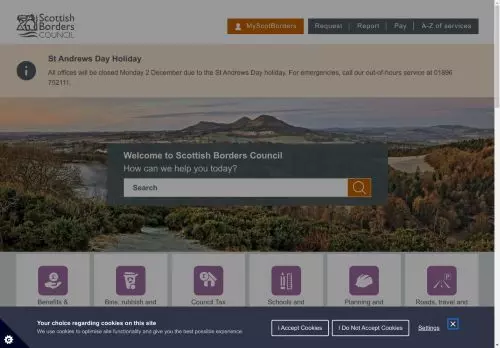 Scottish
Borders
COUNCIL
MyScotBorders
Request
Report
Pay
A-Z of services
St Andrews Day Holiday
All offices will be closed Monday 2 December due to the St Andrews Day holiday. For emergencies, call our out-of-hours service at 01896
752111.
Welcome to Scottish Borders Council
How can we help you today?
Search
Benefits &
Bins, rubbish and
Council Tax
Schools and
Planning and
Roads, travel and
Your choice regarding cookies on this site
We use cookies to optimise site functionality and give you the best possible experience.
I Accept Cookies
I Do Not Accept Cookies
Settings